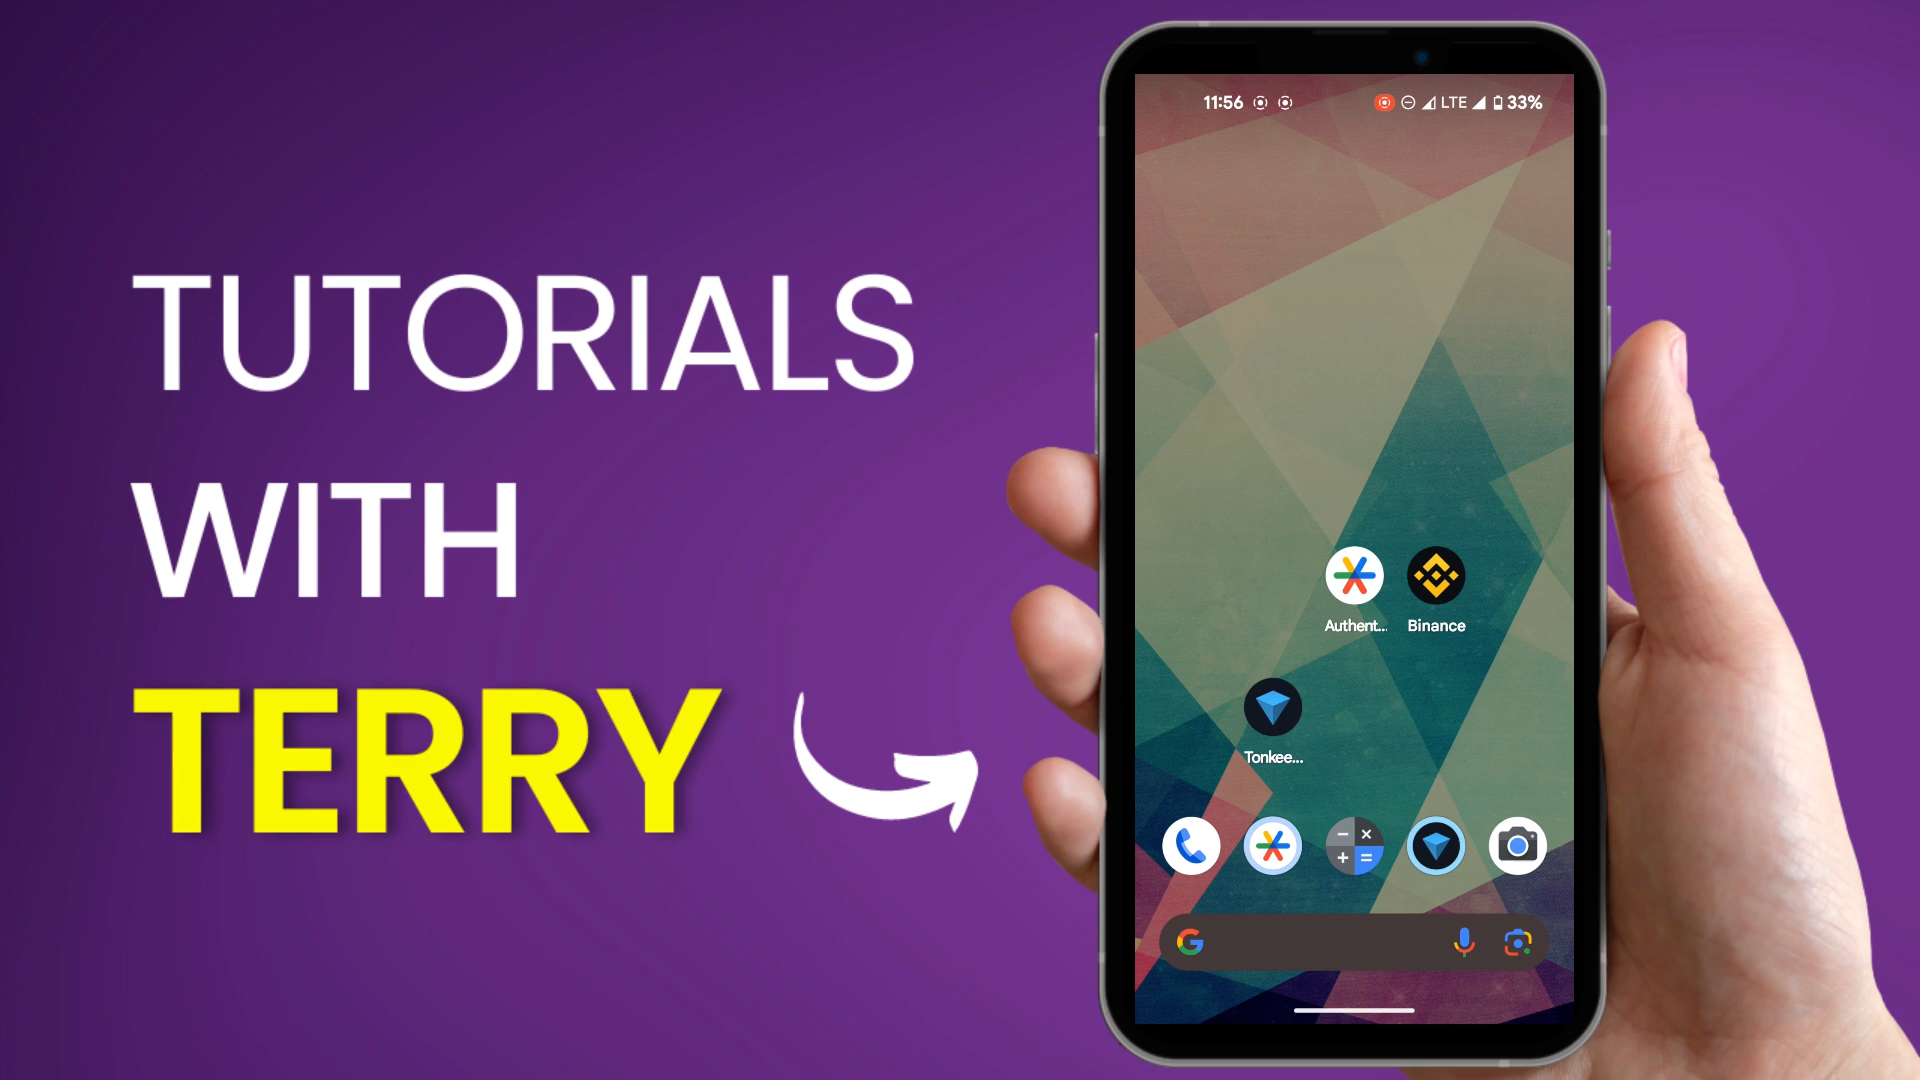 TUTORIALS
WITH
TERRY
11:56 LTE 33%
Authent... Binance
Tonkee...